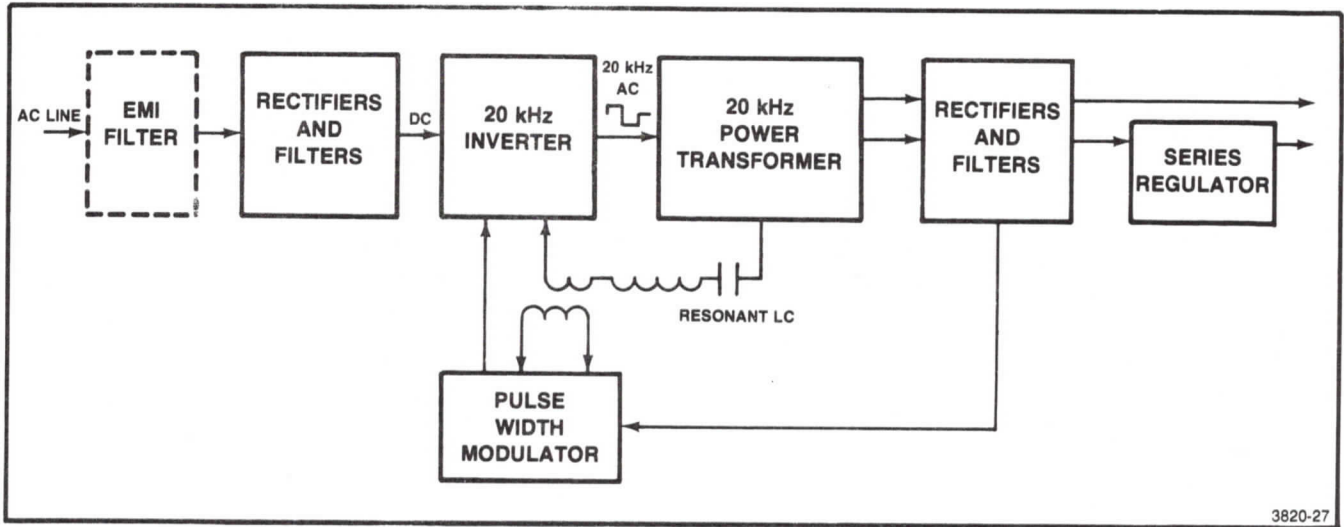 AC LINE
EMI
FILTER
RECTIFIERS
AND
FILTERS
DC
20 kHz
INVERTER
20 kHz
AC
20 kHz
POWER
TRANSFORMER
RECTIFIERS
AND
FILTERS
SERIES
REGULATOR
RESONANT LC
PULSE
WIDTH
MODULATOR
3820-27